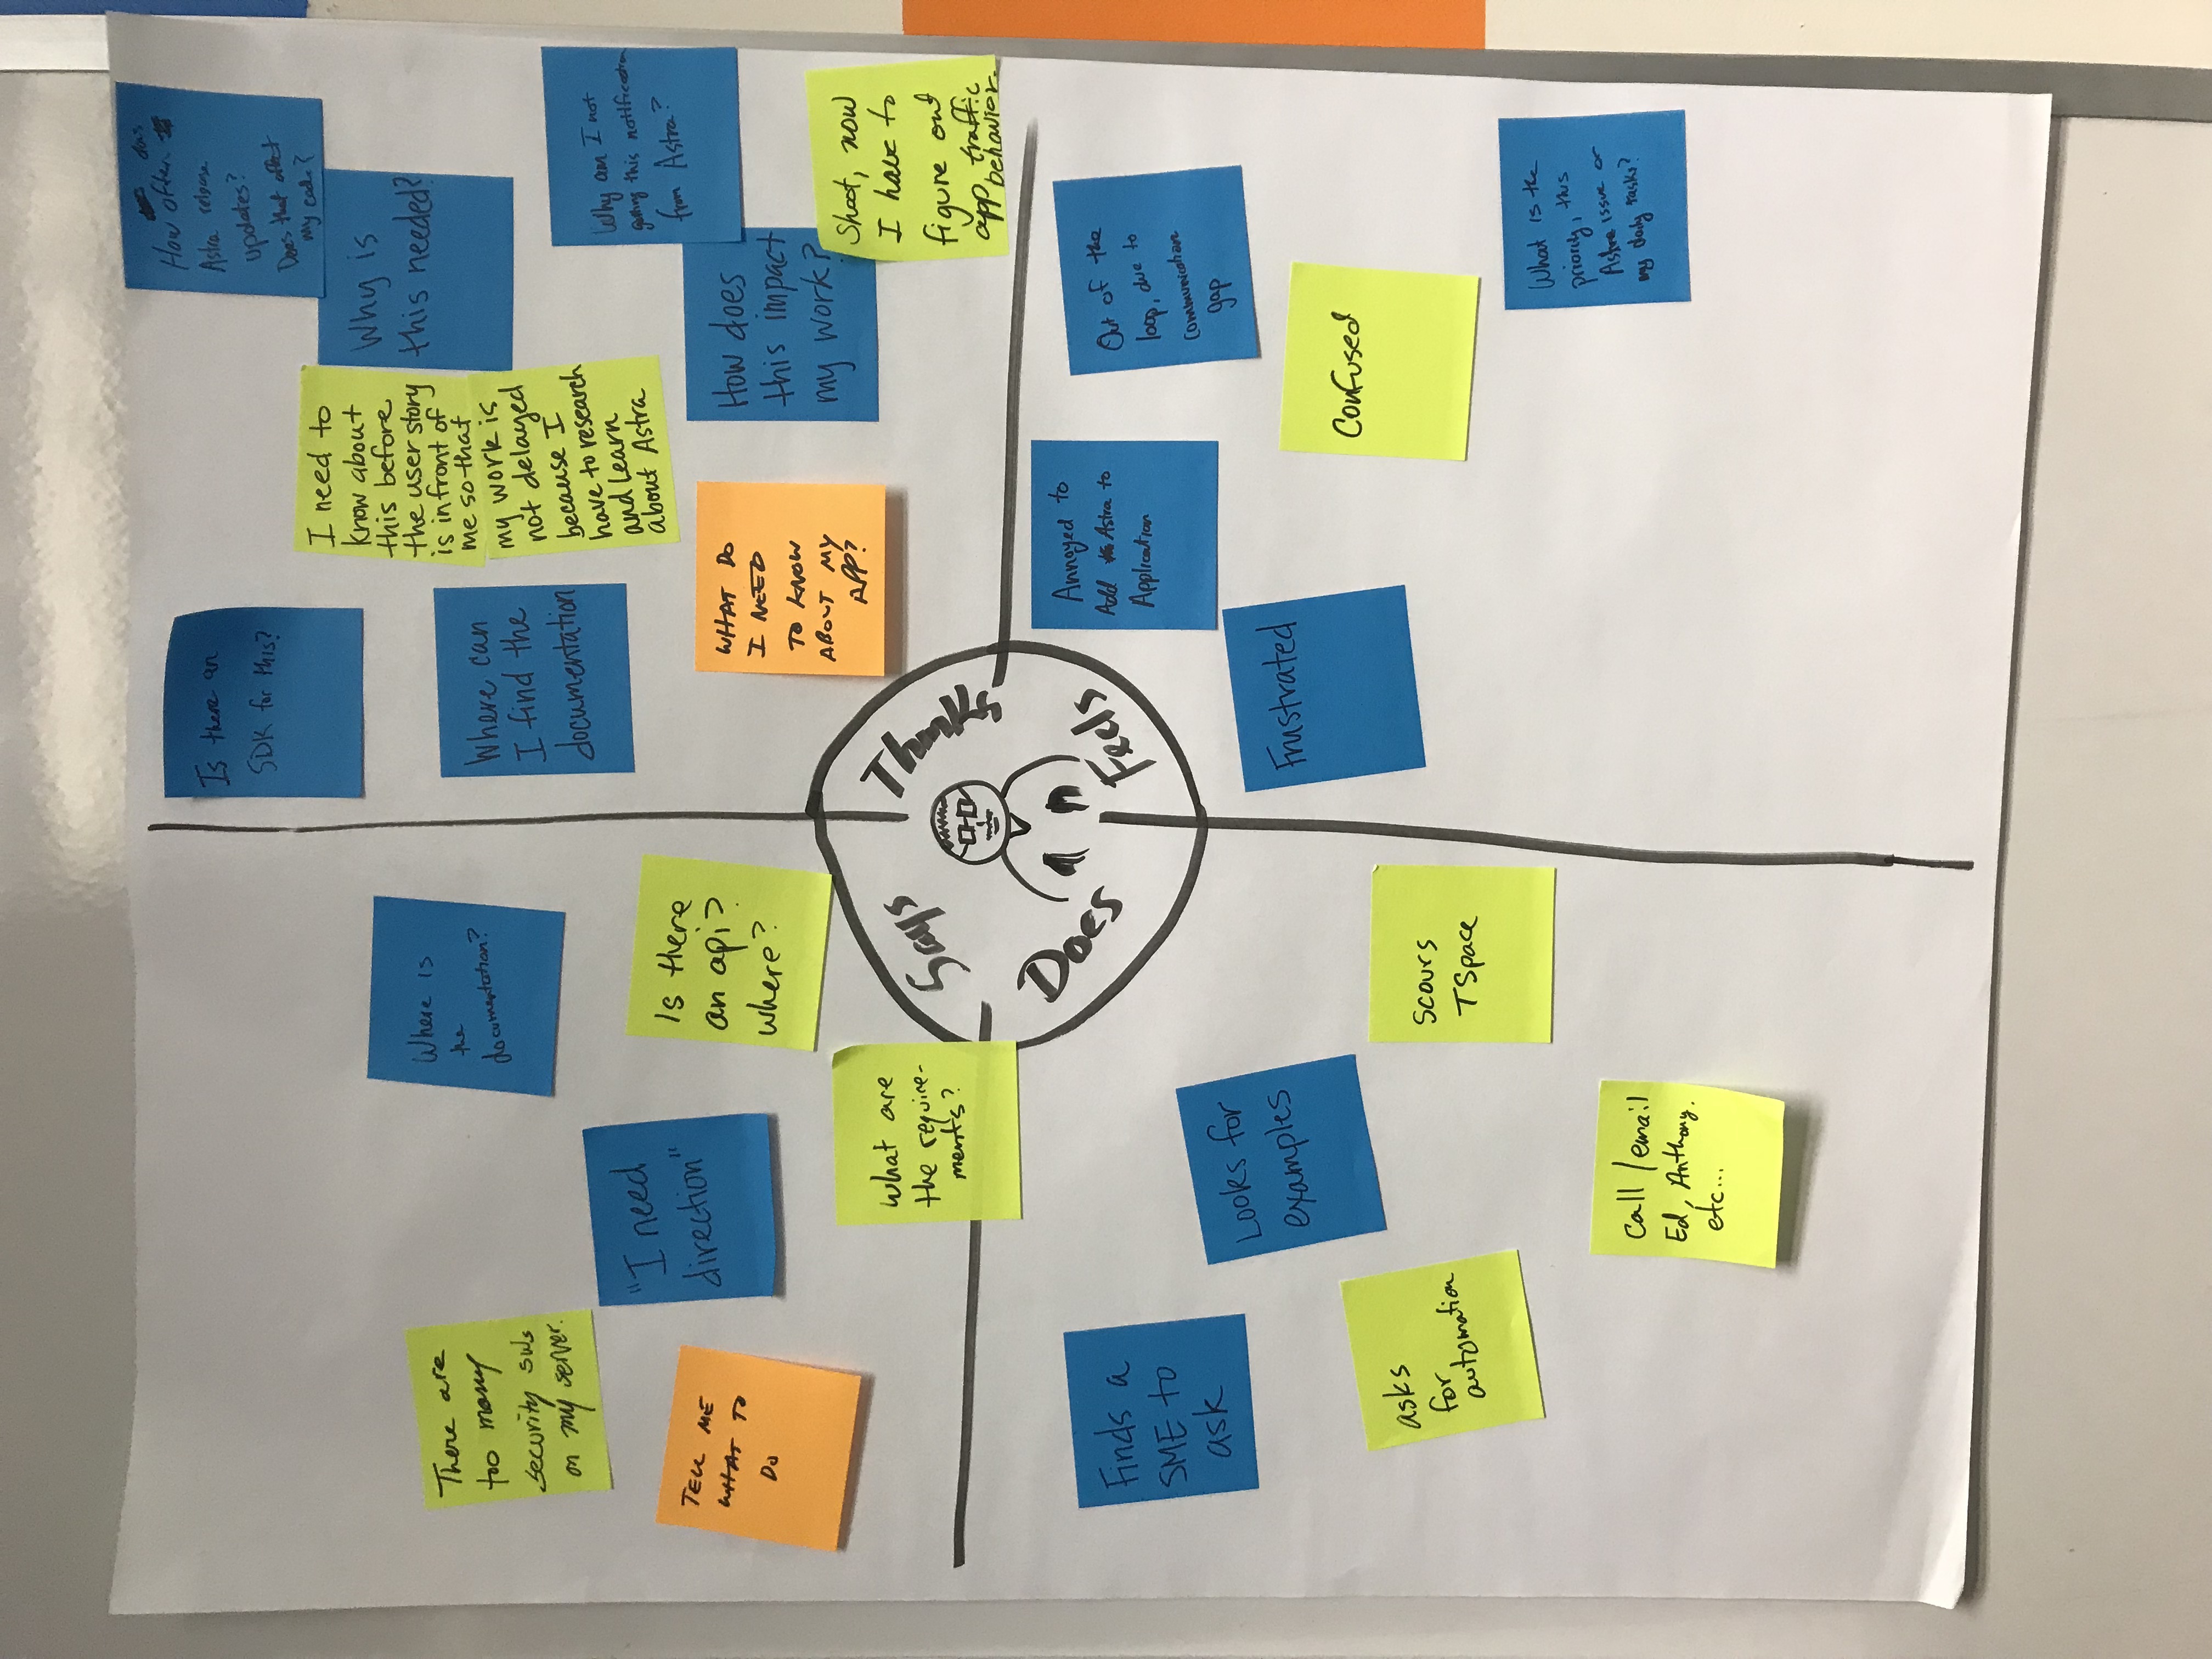 There are
too many
security sws
on my server.
Where is
the
documentation?
"I need
direction"
TELL ME
WHAT TO
DO
Is there
an api?
where?
what are
the require-
ments?
Is there an
SDK for this?
How often does
Astra release
updates?
Does that affect
my code?
I need to
know about
this before
the user story
is in front of
me so that
my work is
not delayed
because I
have to research
and learn
about Astra
Why is
this needed?
Where can
I find the
documentation
Why am I not
getting this notification
from Astra?
WHAT DO
I NEED
TO KNOW
ABOUT MY
APP?
How does
this impact
my work?
Shoot, now
I have to
figure out
app traffic
behavior.
Says
Thinks
Does
Feels
Finds a
SME to
ask
Looks for
examples
asks
for
automation
Scours
TSpace
Call / email
Ed, Anthony,
etc...
Annoyed to
Add Astra to
Application
Out of the
loop, due to
communication
gap
Frustrated
Confused
What is the
priority, this
Astra issue or
my daily tasks?